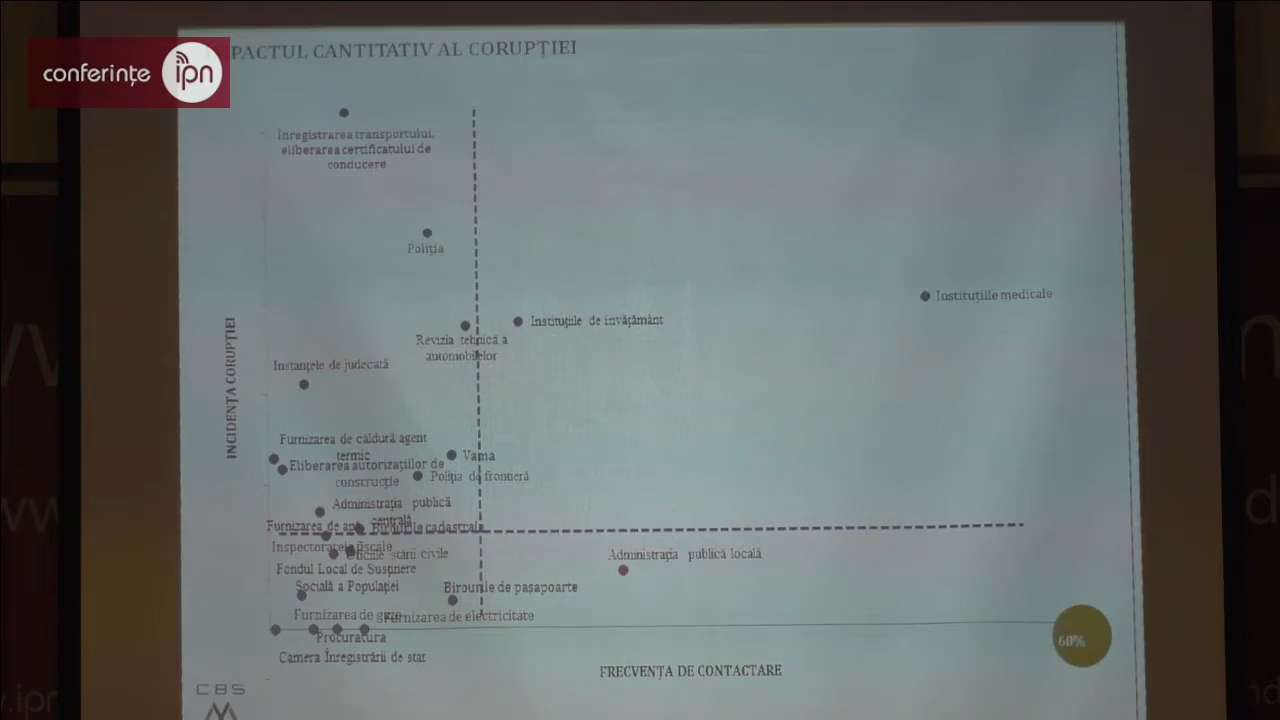 conferințe ipn
PACTUL CANTITATIV AL CORUPȚIEI
Înregistrarea transportului,
eliberarea certificatului de
conducere
Poliția
Instituțiile medicale
Instituțiile de învățământ
Revizia tehnică a
automobilelor
INCIDENȚA CORUPȚIEI
Instanțele de judecată
Furnizarea de căldură agent
termic
Vama
Eliberarea autorizațiilor de
construcție
Poliția de frontieră
Administrația publică
centrală
Furnizarea de apă
Birourile cadastrale
Inspectoratele fiscale
Oficiile stării civile
Administrația publică locală
Fondul Local de Susținere
Socială a Populației
Birourile de pașapoarte
Furnizarea de gaze
Furnizarea de electricitate
Procuratura
60%
Camera Înregistrării de stat
FRECVENȚA DE CONTACTARE
CBS